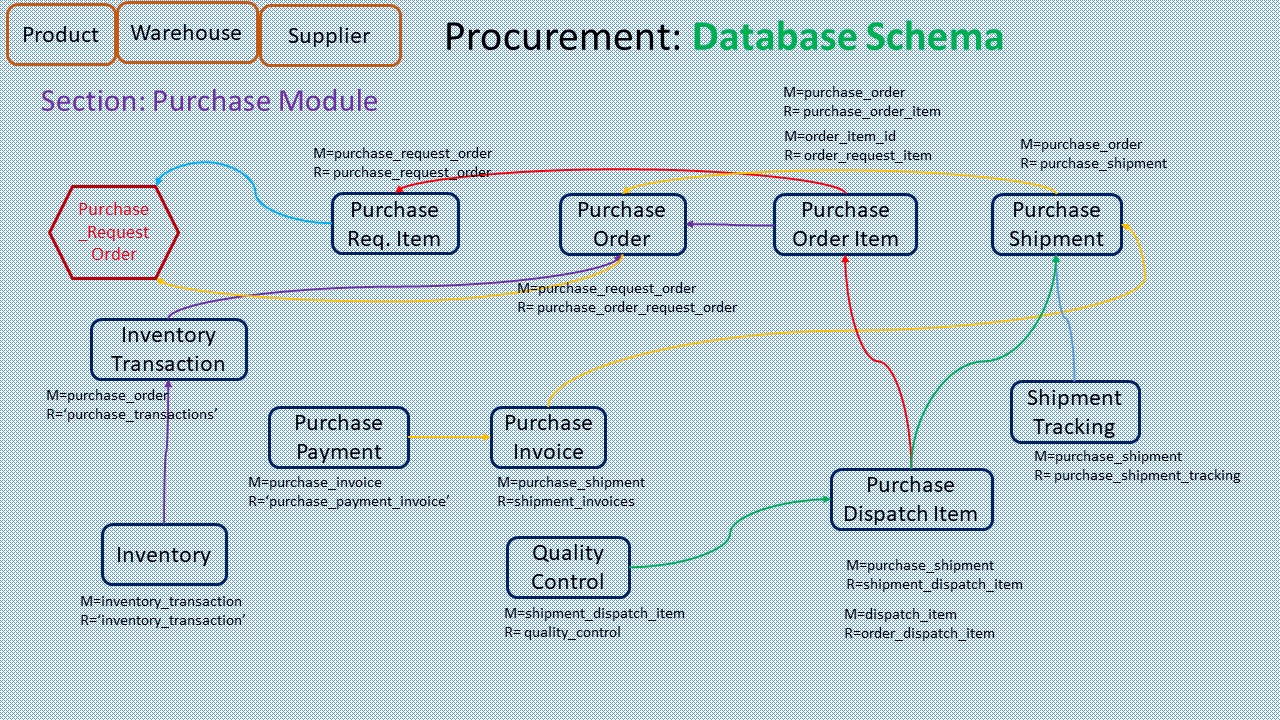 Product
Warehouse
Supplier
Procurement: Database Schema
Section: Purchase Module
M=purchase_order
R= purchase_order_item
M=order_item_id
R= order_request_item
M=purchase_order
R= purchase_shipment
M=purchase_request_order
R= purchase_request_order
Purchase
_Request
Order
Purchase
Req. Item
Purchase
Order
Purchase
Order Item
Purchase
Shipment
M=purchase_request_order
R= purchase_order_request_order
Inventory
Transaction
M=purchase_order
R=‘purchase_transactions’
Purchase
Payment
M=purchase_invoice
R=‘purchase_payment_invoice’
Purchase
Invoice
M=purchase_shipment
R=shipment_invoices
Shipment
Tracking
M=purchase_shipment
R= purchase_shipment_tracking
Purchase
Dispatch Item
M=purchase_shipment
R=shipment_dispatch_item
M=dispatch_item
R=order_dispatch_item
Inventory
M=inventory_transaction
R=‘inventory_transaction’
Quality
Control
M=shipment_dispatch_item
R= quality_control